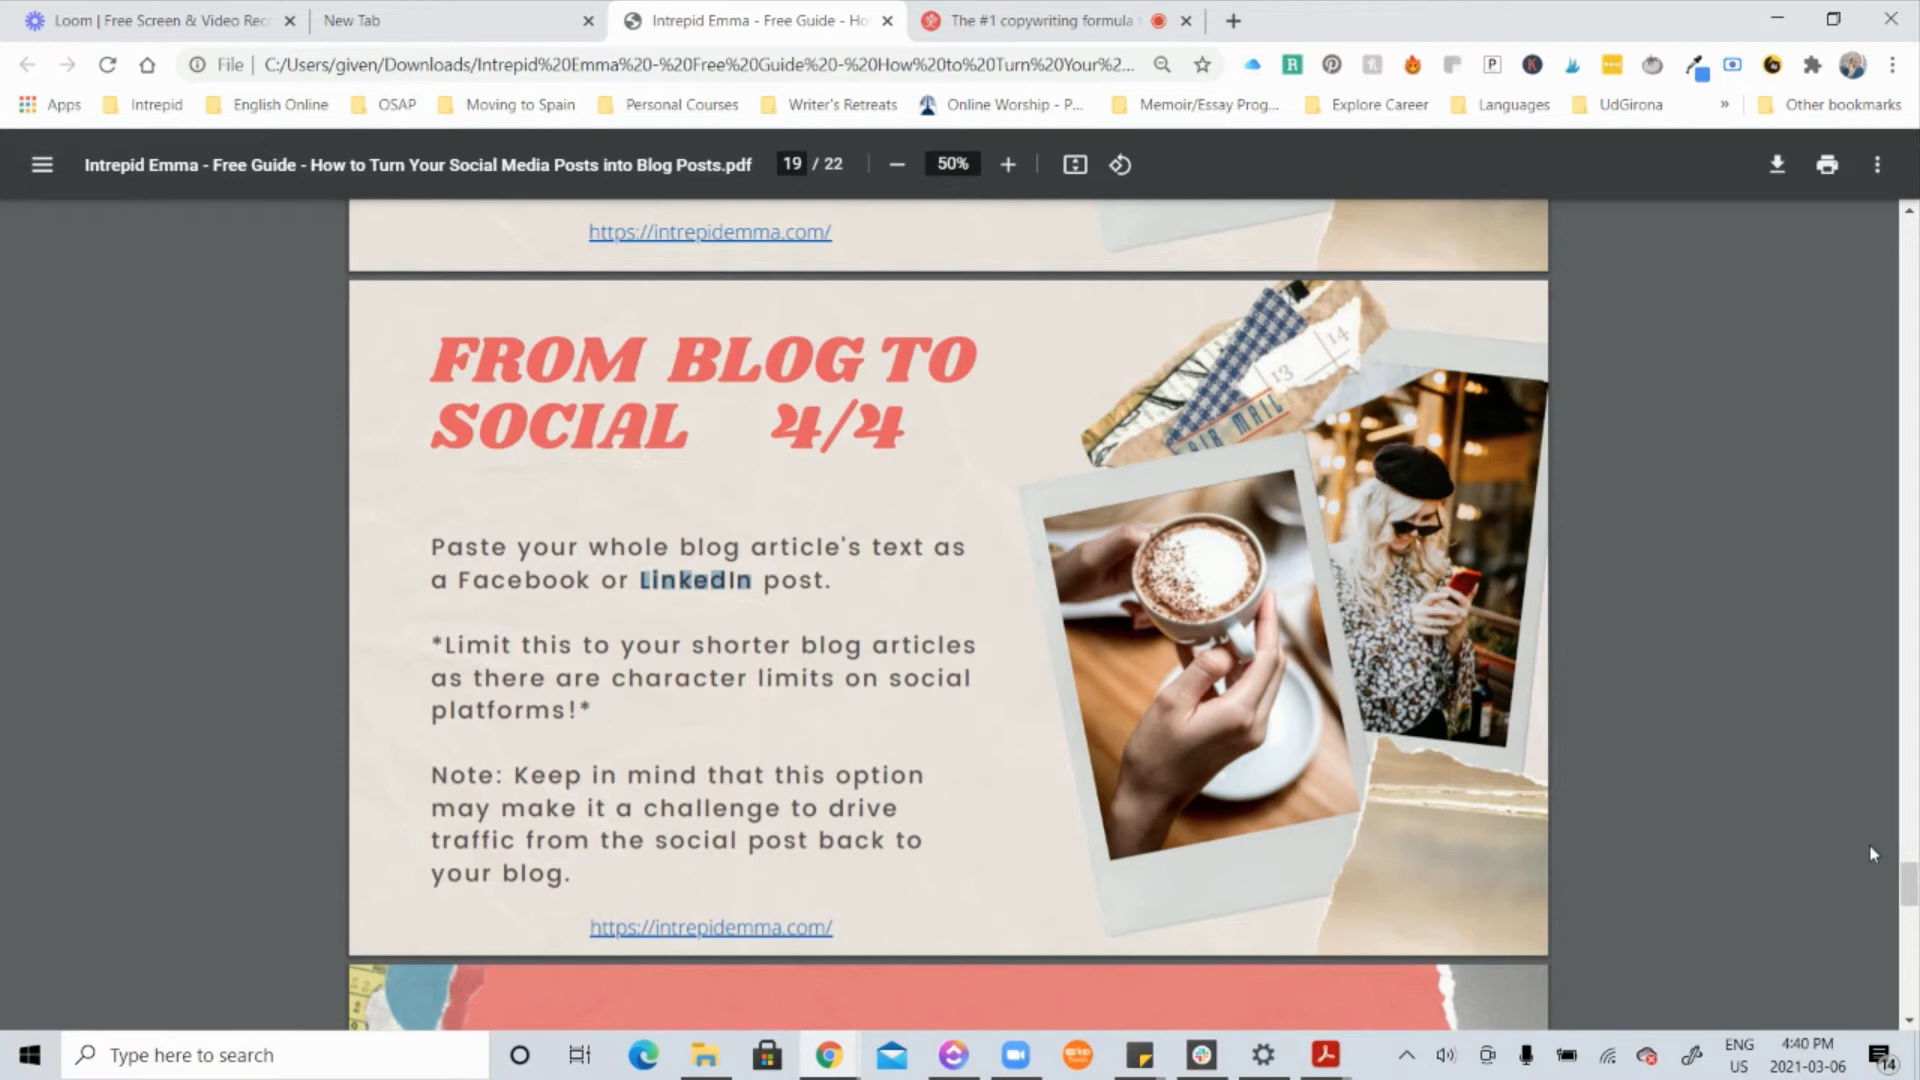 Loom | Free Screen & Video Rec
New Tab
Intrepid Emma - Free Guide - Ho
The #1 copywriting formula
File | C:/Users/given/Downloads/Intrepid%20Emma%20-%20Free%20Guide%20-%20How%20to%20Turn%20Your%2...
Apps Intrepid English Online OSAP Moving to Spain Personal Courses Writer's Retreats Online Worship - P... Memoir/Essay Prog... Explore Career Languages UdGirona » Other bookmarks
Intrepid Emma - Free Guide - How to Turn Your Social Media Posts into Blog Posts.pdf 19 / 22 50%
https://intrepidemma.com/
FROM BLOG TO
SOCIAL 4/4
14
13
AIR MAIL
Paste your whole blog article's text as
a Facebook or LinkedIn post.
*Limit this to your shorter blog articles
as there are character limits on social
platforms!*
Note: Keep in mind that this option
may make it a challenge to drive
traffic from the social post back to
your blog.
https://intrepidemma.com/
Type here to search
ENG
US
4:40 PM
2021-03-06
14